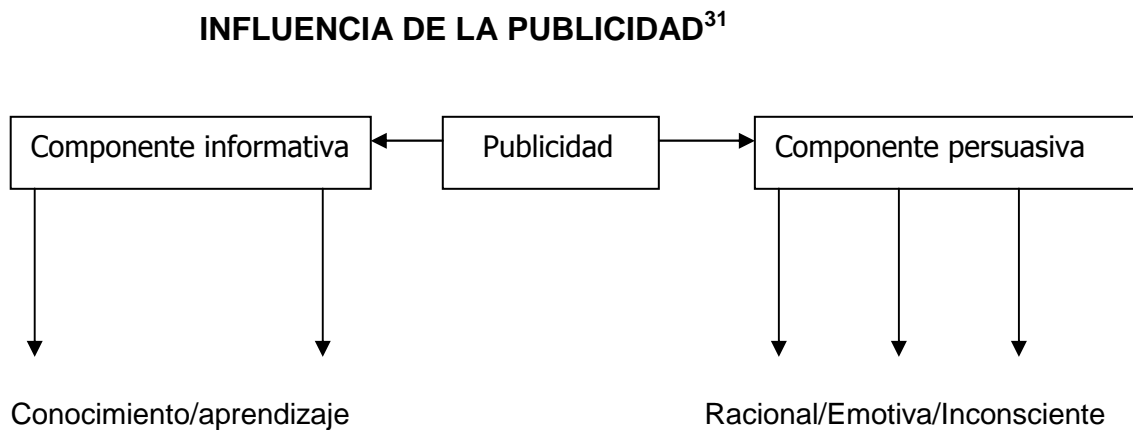 INFLUENCIA DE LA PUBLICIDAD31
Componente informativa
Publicidad
Componente persuasiva
Conocimiento/aprendizaje
Racional/Emotiva/Inconsciente